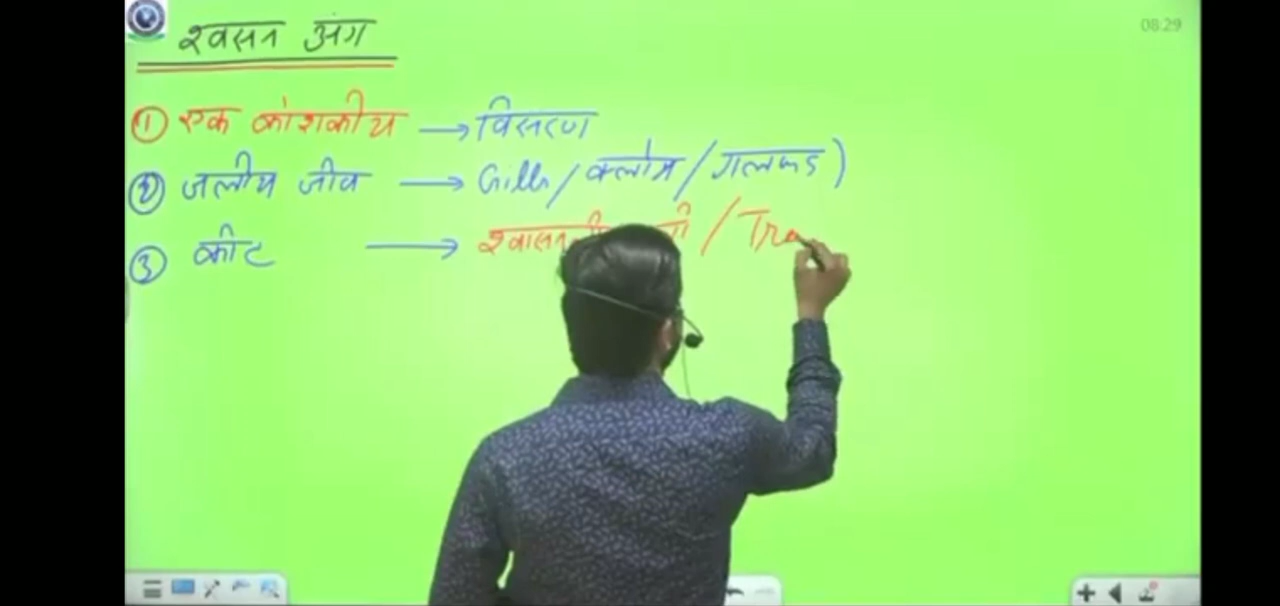 08:29
श्वसन अंग
① एक कोशकीय → विसरण
② जलीय जीव → Gills / क्लोम / गलफड )
③ कीट → / Tra